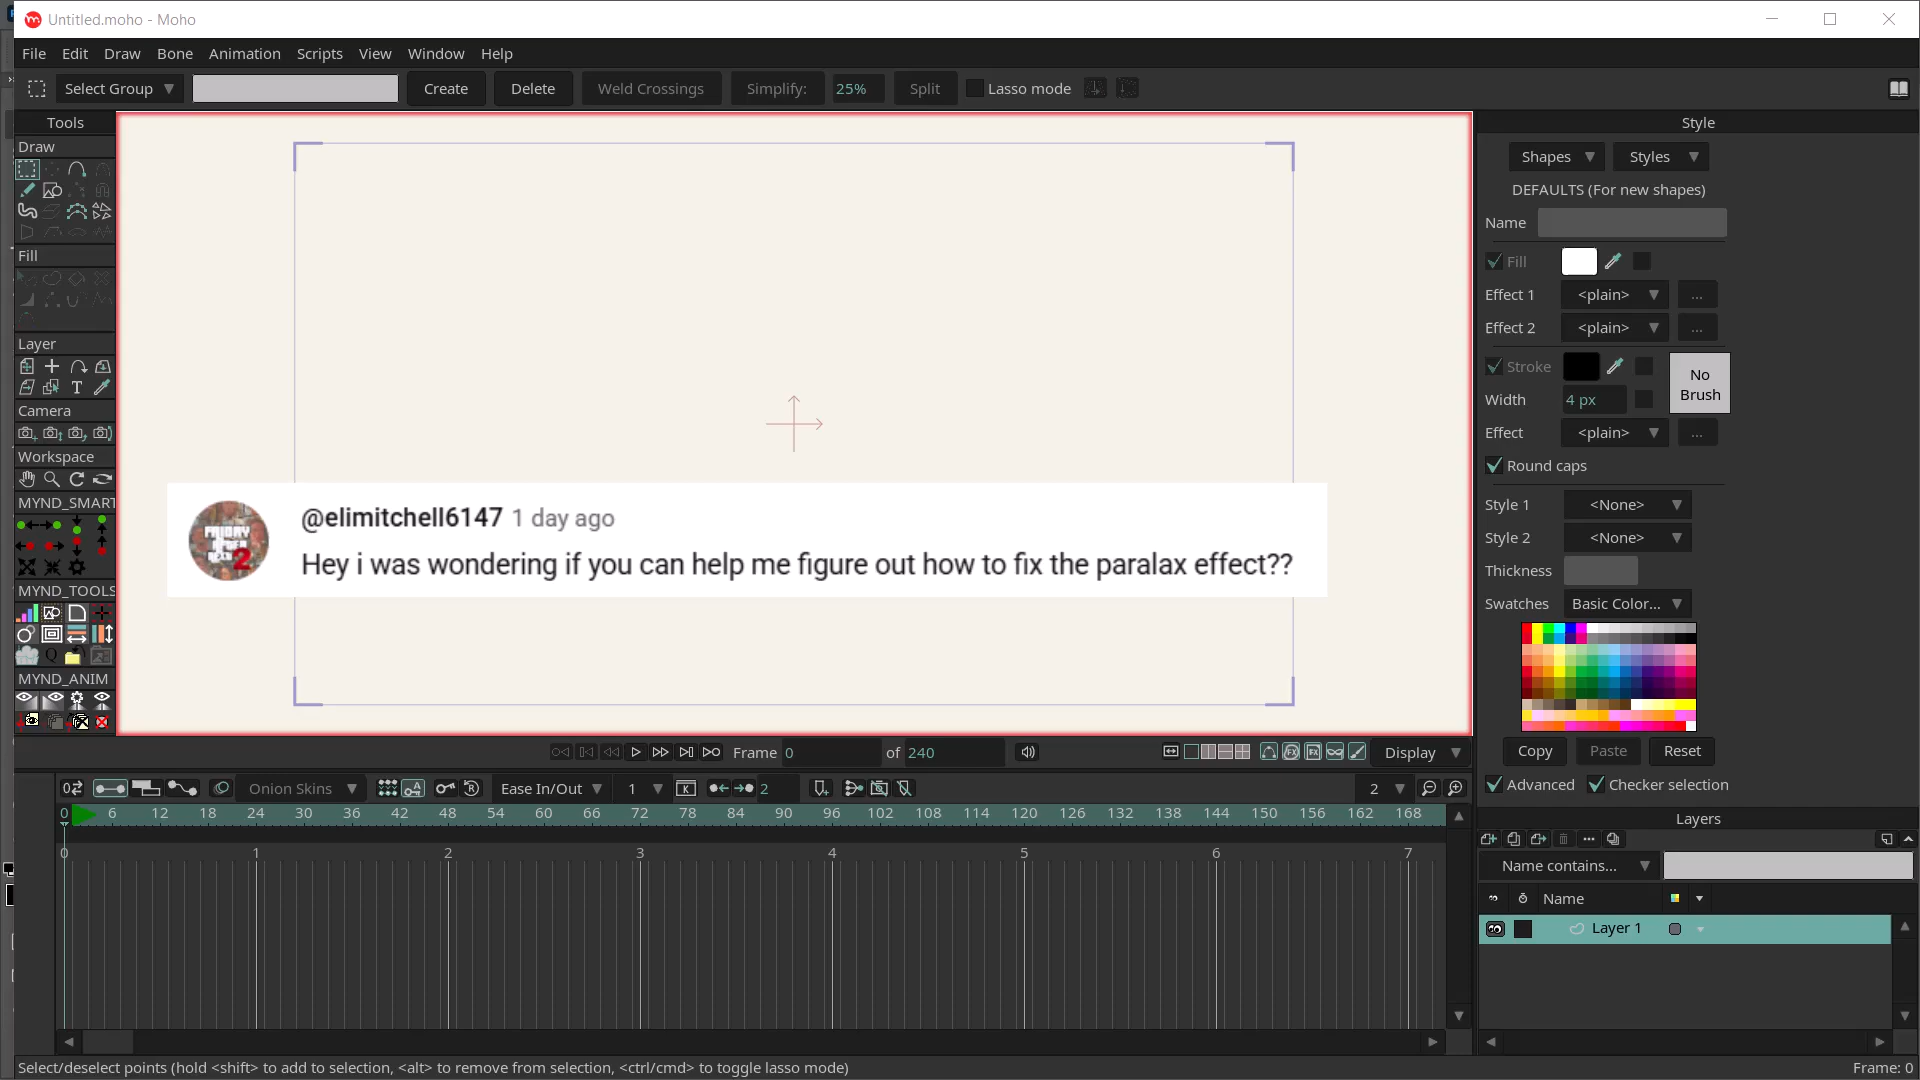 Untitled.moho - Moho
File Edit Draw Bone Animation Scripts View Window Help
Select Group Create Delete Weld Crossings Simplify: 25% Split Lasso mode
Tools
Draw
Fill
Layer
Camera
Workspace
MYND_SMART
MYND_TOOLS
MYND_ANIM
@elimitchell6147 1 day ago
Hey i was wondering if you can help me figure out how to fix the paralax effect??
Style
Shapes Styles
DEFAULTS (For new shapes)
Name
Fill
Effect 1 <plain> ...
Effect 2 <plain> ...
Stroke
No
Brush
Width 4 px
Effect <plain> ...
Round caps
Style 1 <None>
Style 2 <None>
Thickness
Swatches Basic Color...
Copy Paste Reset
Advanced Checker selection
Frame 0 of 240 Display
Onion Skins Ease In/Out 1 2 2
0 6 12 18 24 30 36 42 48 54 60 66 72 78 84 90 96 102 108 114 120 126 132 138 144 150 156 162 168
0 1 2 3 4 5 6 7
Layers
Name contains...
Name
Layer 1
Select/deselect points (hold <shift> to add to selection, <alt> to remove from selection, <ctrl/cmd> to toggle lasso mode) Frame: 0